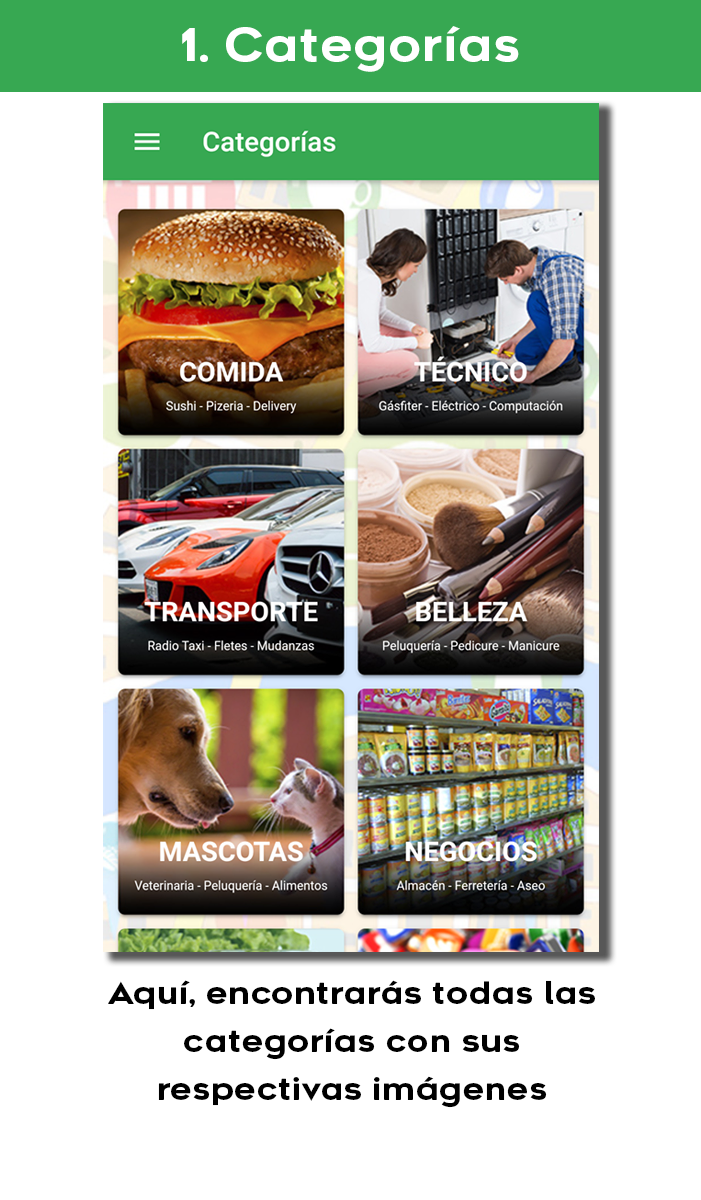 1. Categorías
Categorías
COMIDA
Sushi - Pizeria - Delivery
TÉCNICO
Gásfiter - Eléctrico - Computación
TRANSPORTE
Radio Taxi - Fletes - Mudanzas
BELLEZA
Peluquería - Pedicure - Manicure
MASCOTAS
Veterinaria - Peluquería - Alimentos
NEGOCIOS
Almacén - Ferretería - Aseo
Aquí, encontrarás todas las
categorías con sus
respectivas imágenes